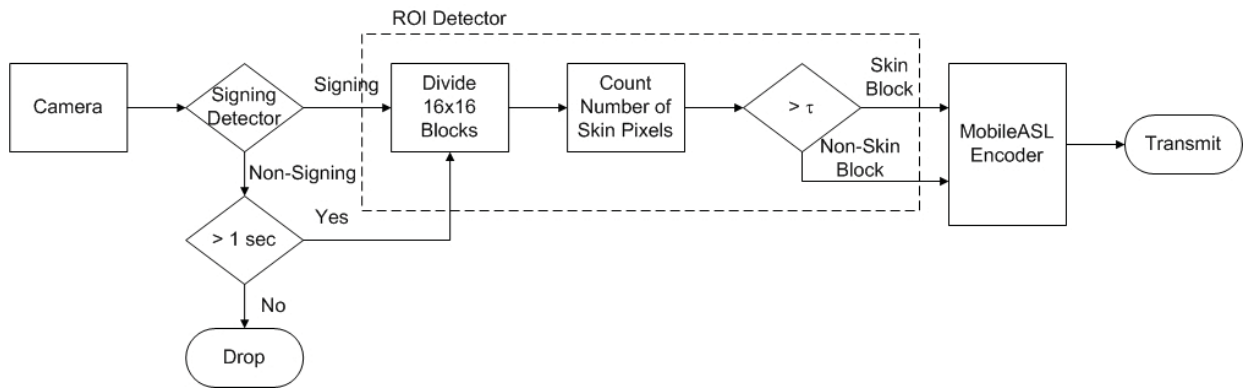 ROI Detector
Camera
Signing
Detector
Signing
Divide
16x16
Blocks
Count
Number of
Skin Pixels
> τ
Skin
Block
Non-Skin
Block
MobileASL
Encoder
Transmit
Non-Signing
> 1 sec
Yes
No
Drop